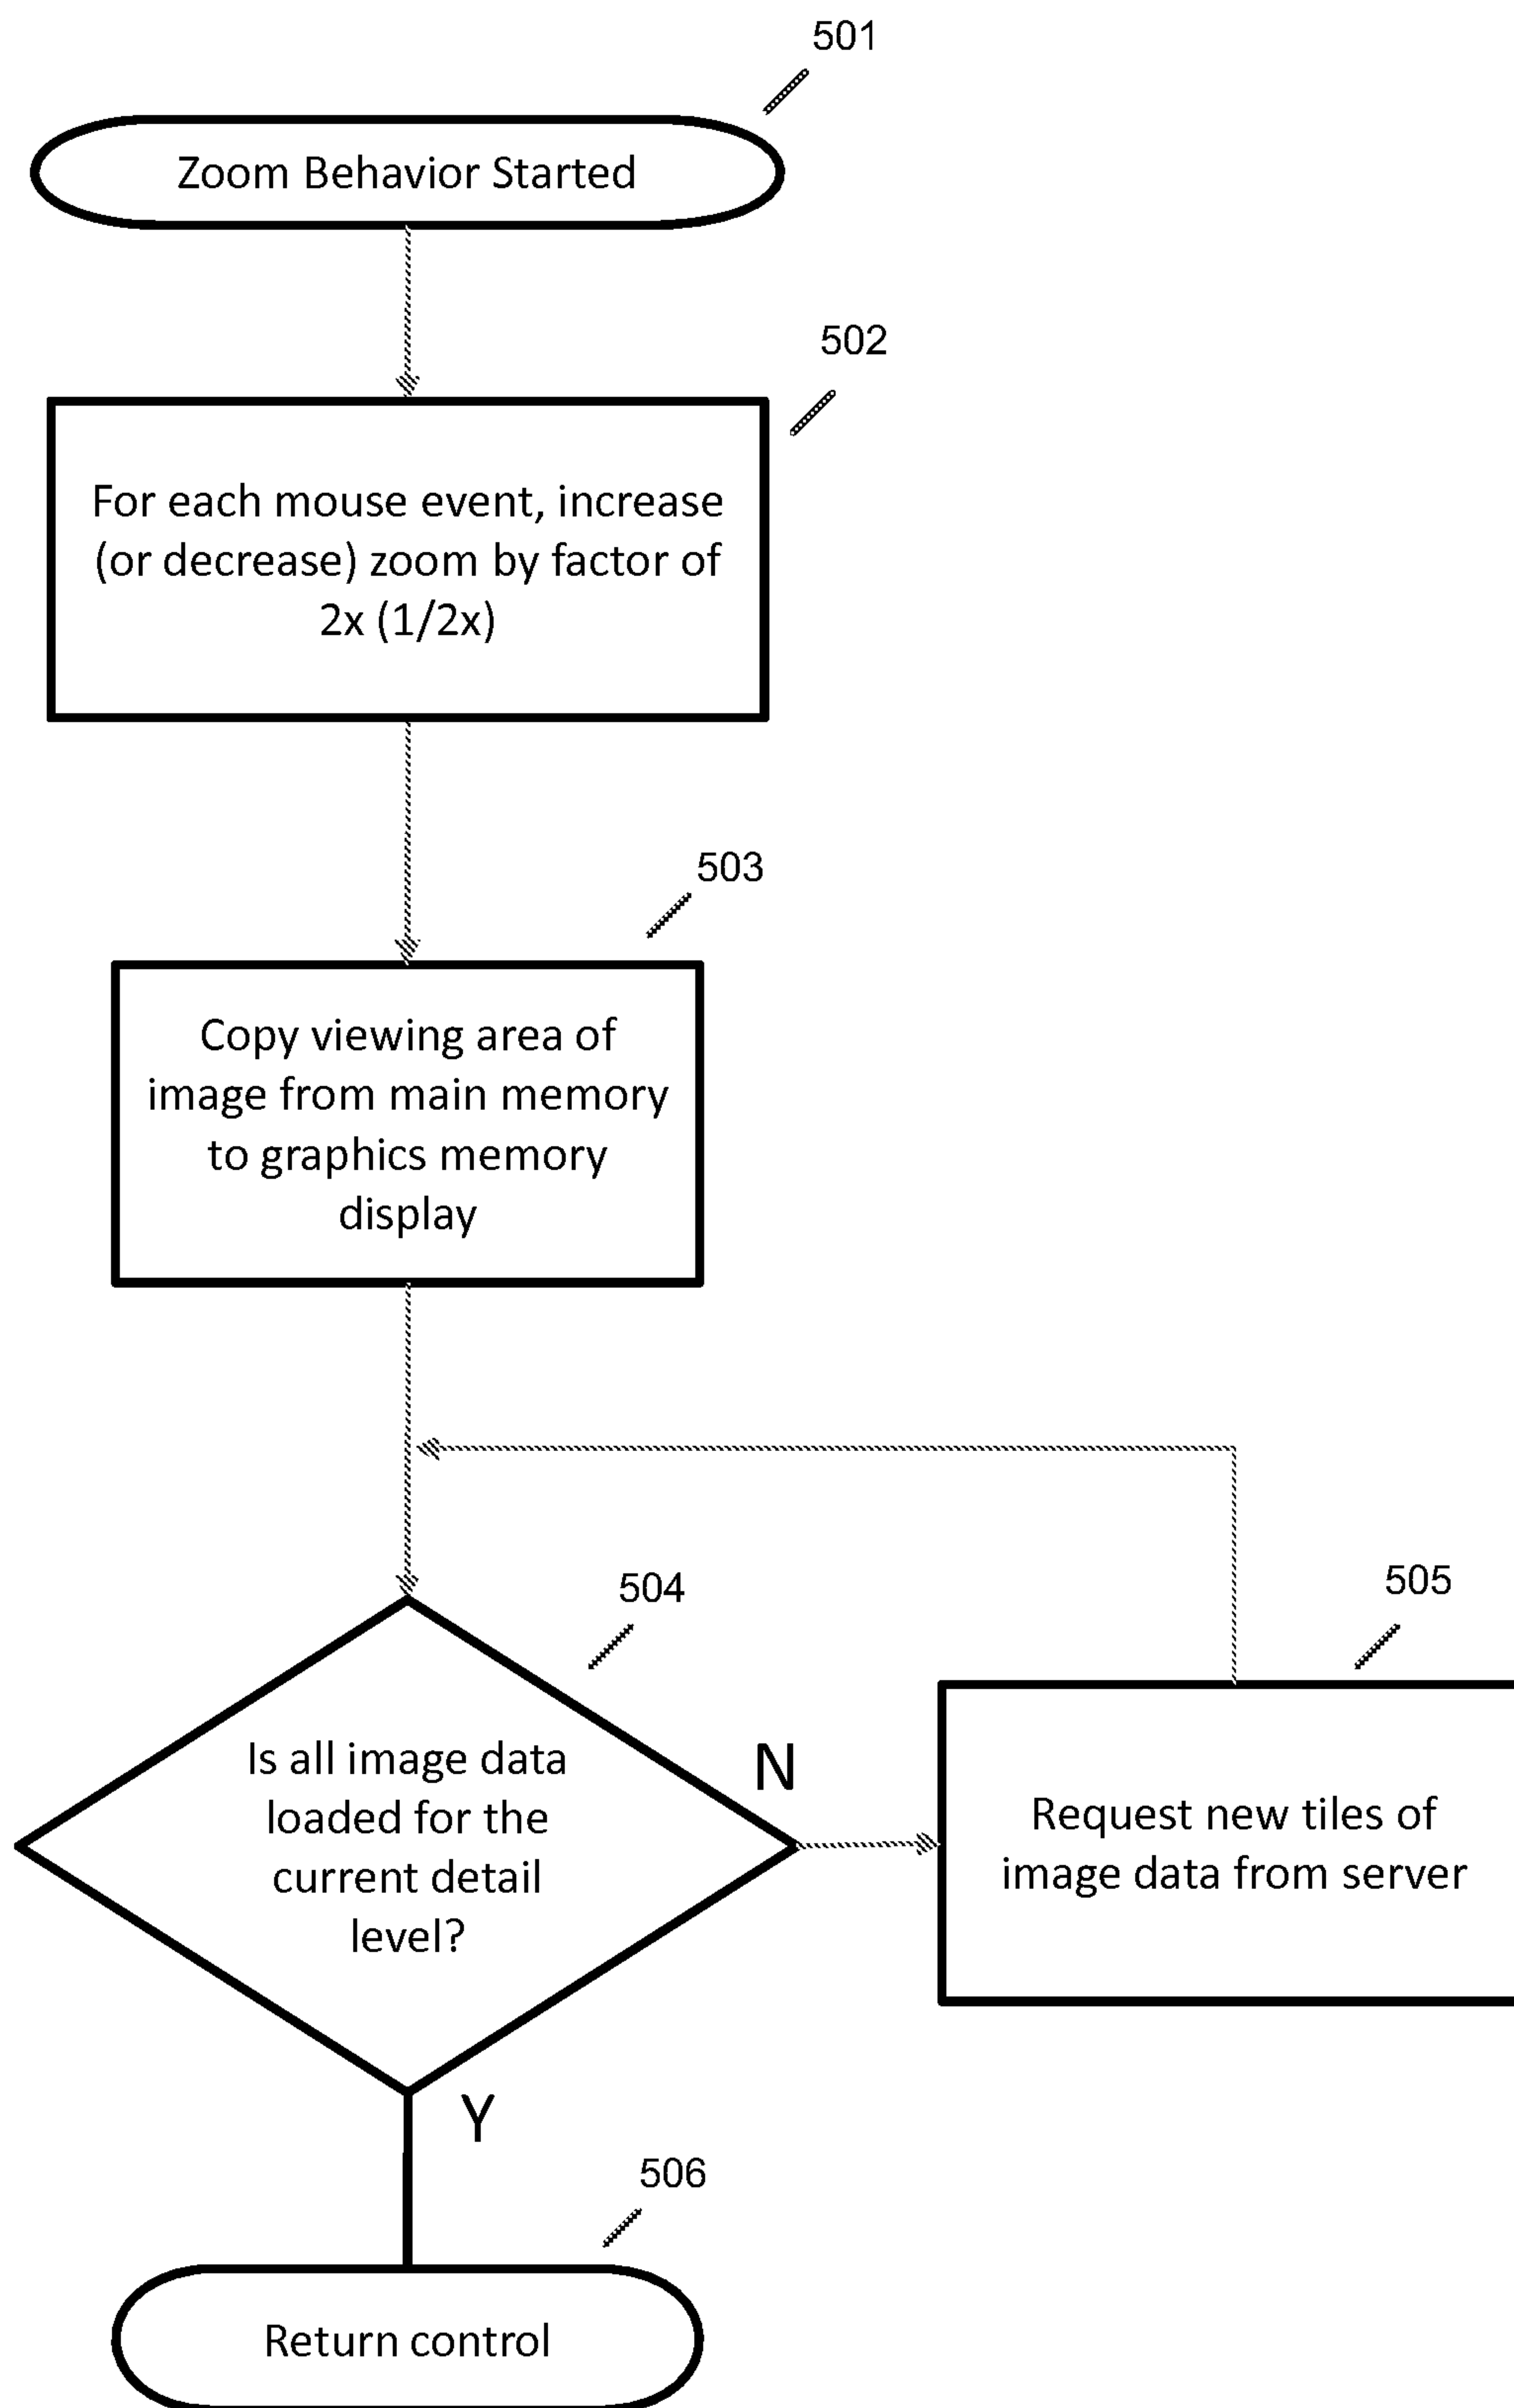 501
Zoom Behavior Started
502
For each mouse event, increase
(or decrease) zoom by factor of
2x (1/2x)
503
Copy viewing area of
image from main memory
to graphics memory
display
504
505
Is all image data
loaded for the
current detail
level?
N
Request new tiles of
image data from server
Y
506
Return control